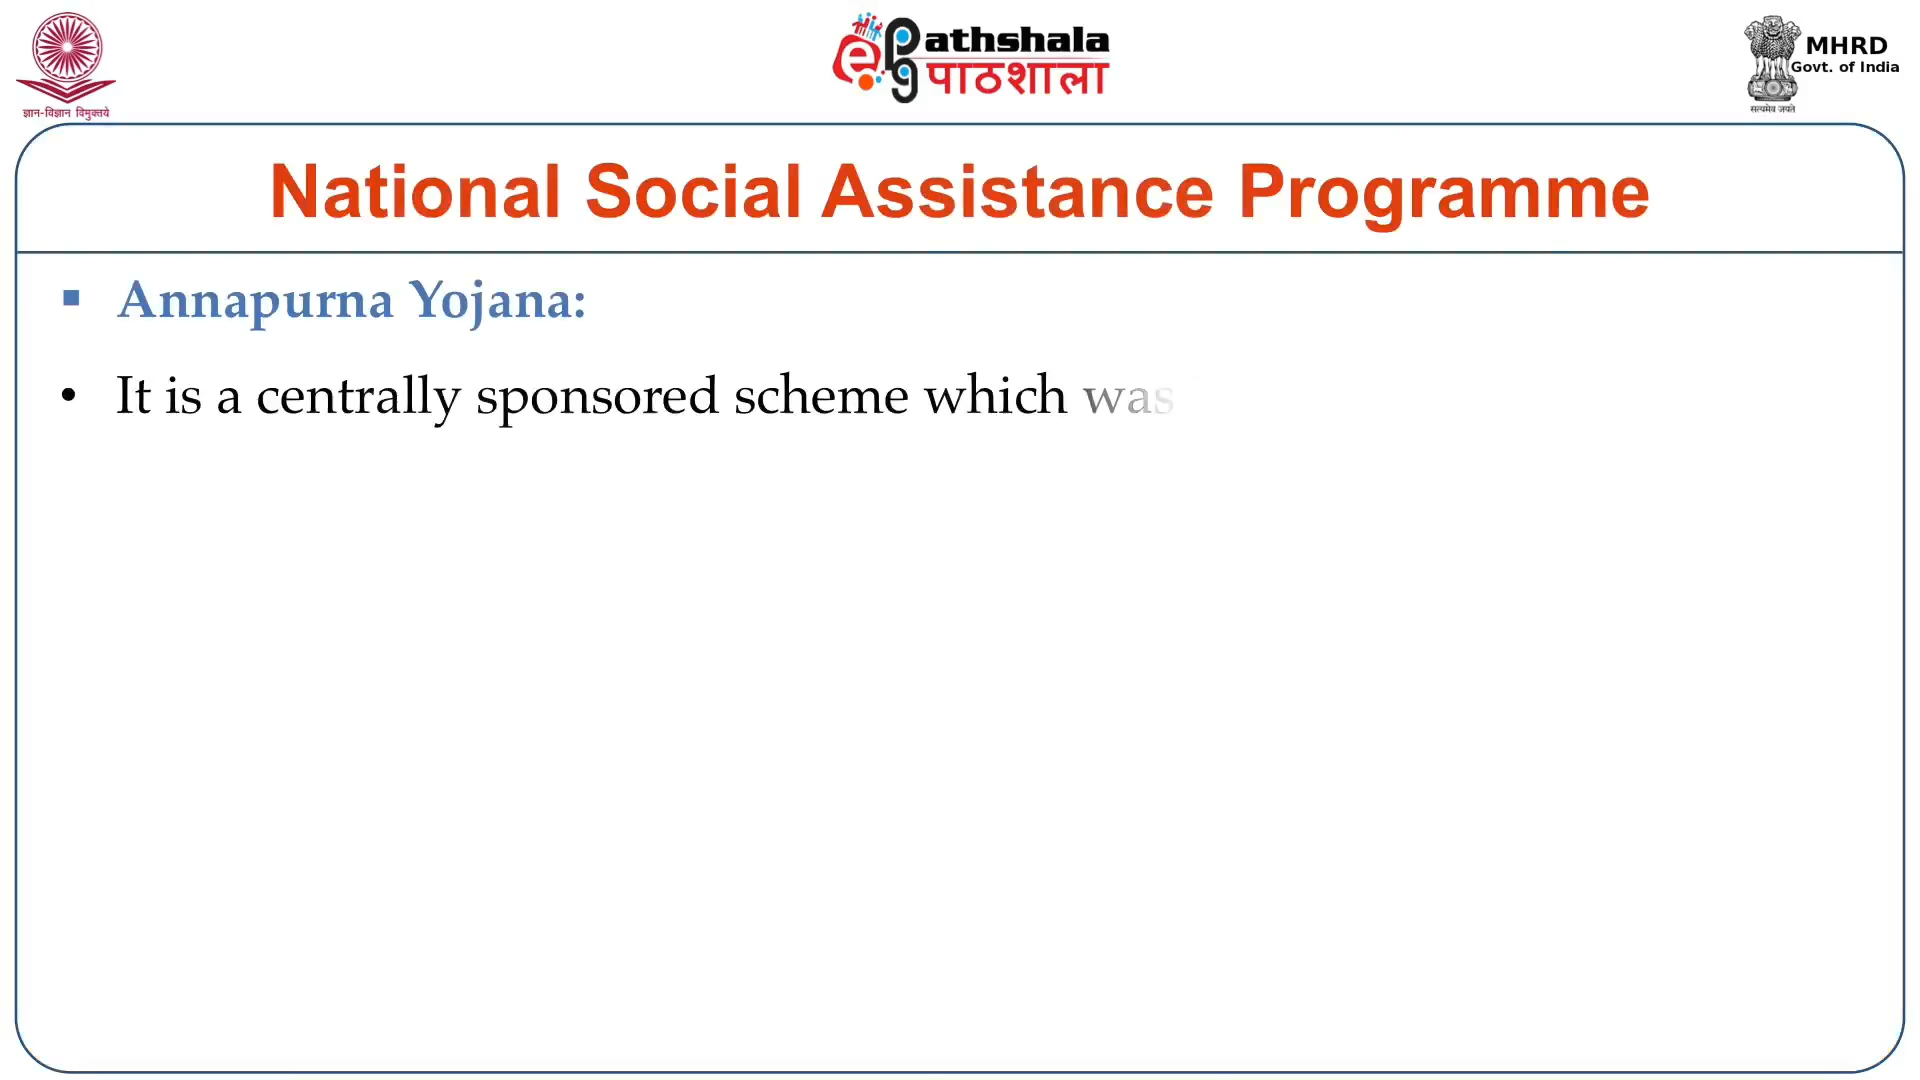 ज्ञान-विज्ञान विमुक्तये
e pg Pathshala
पाठशाला
सत्यमेव जयते
MHRD
Govt. of India
National Social Assistance Programme
▪ Annapurna Yojana:
• It is a centrally sponsored scheme which was